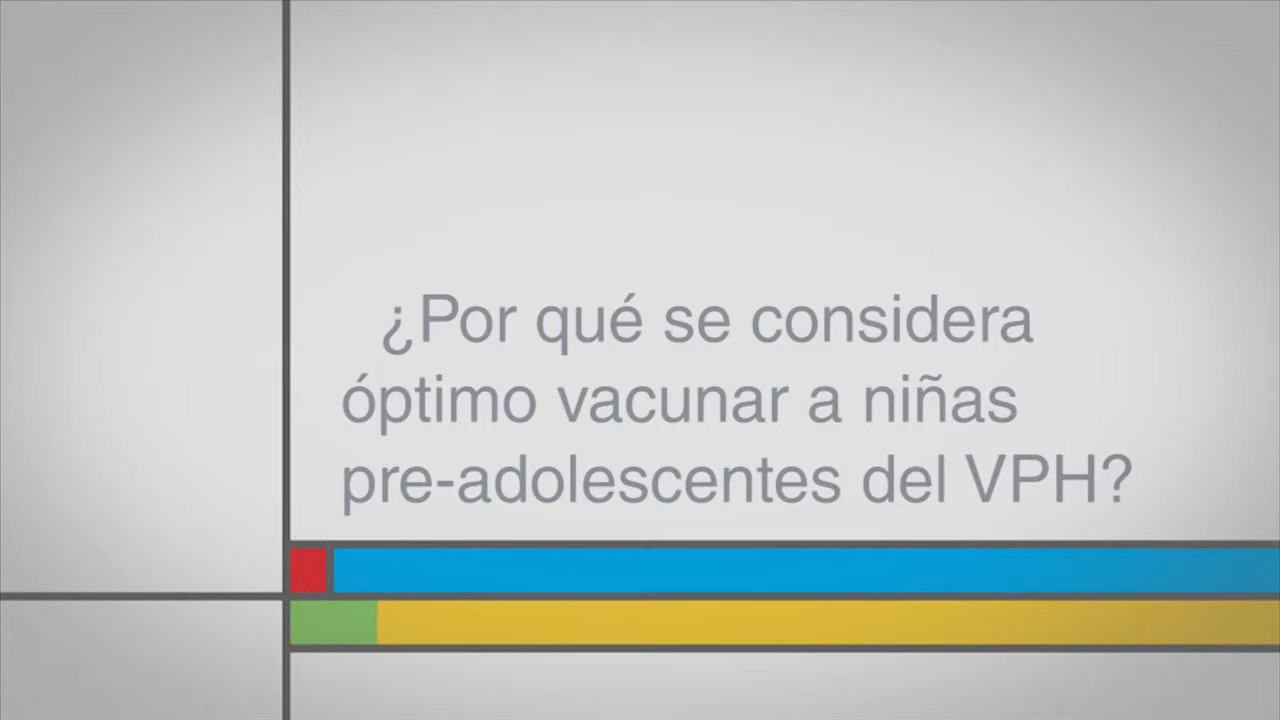 ¿Por qué se considera
óptimo vacunar a niñas
pre-adolescentes del VPH?